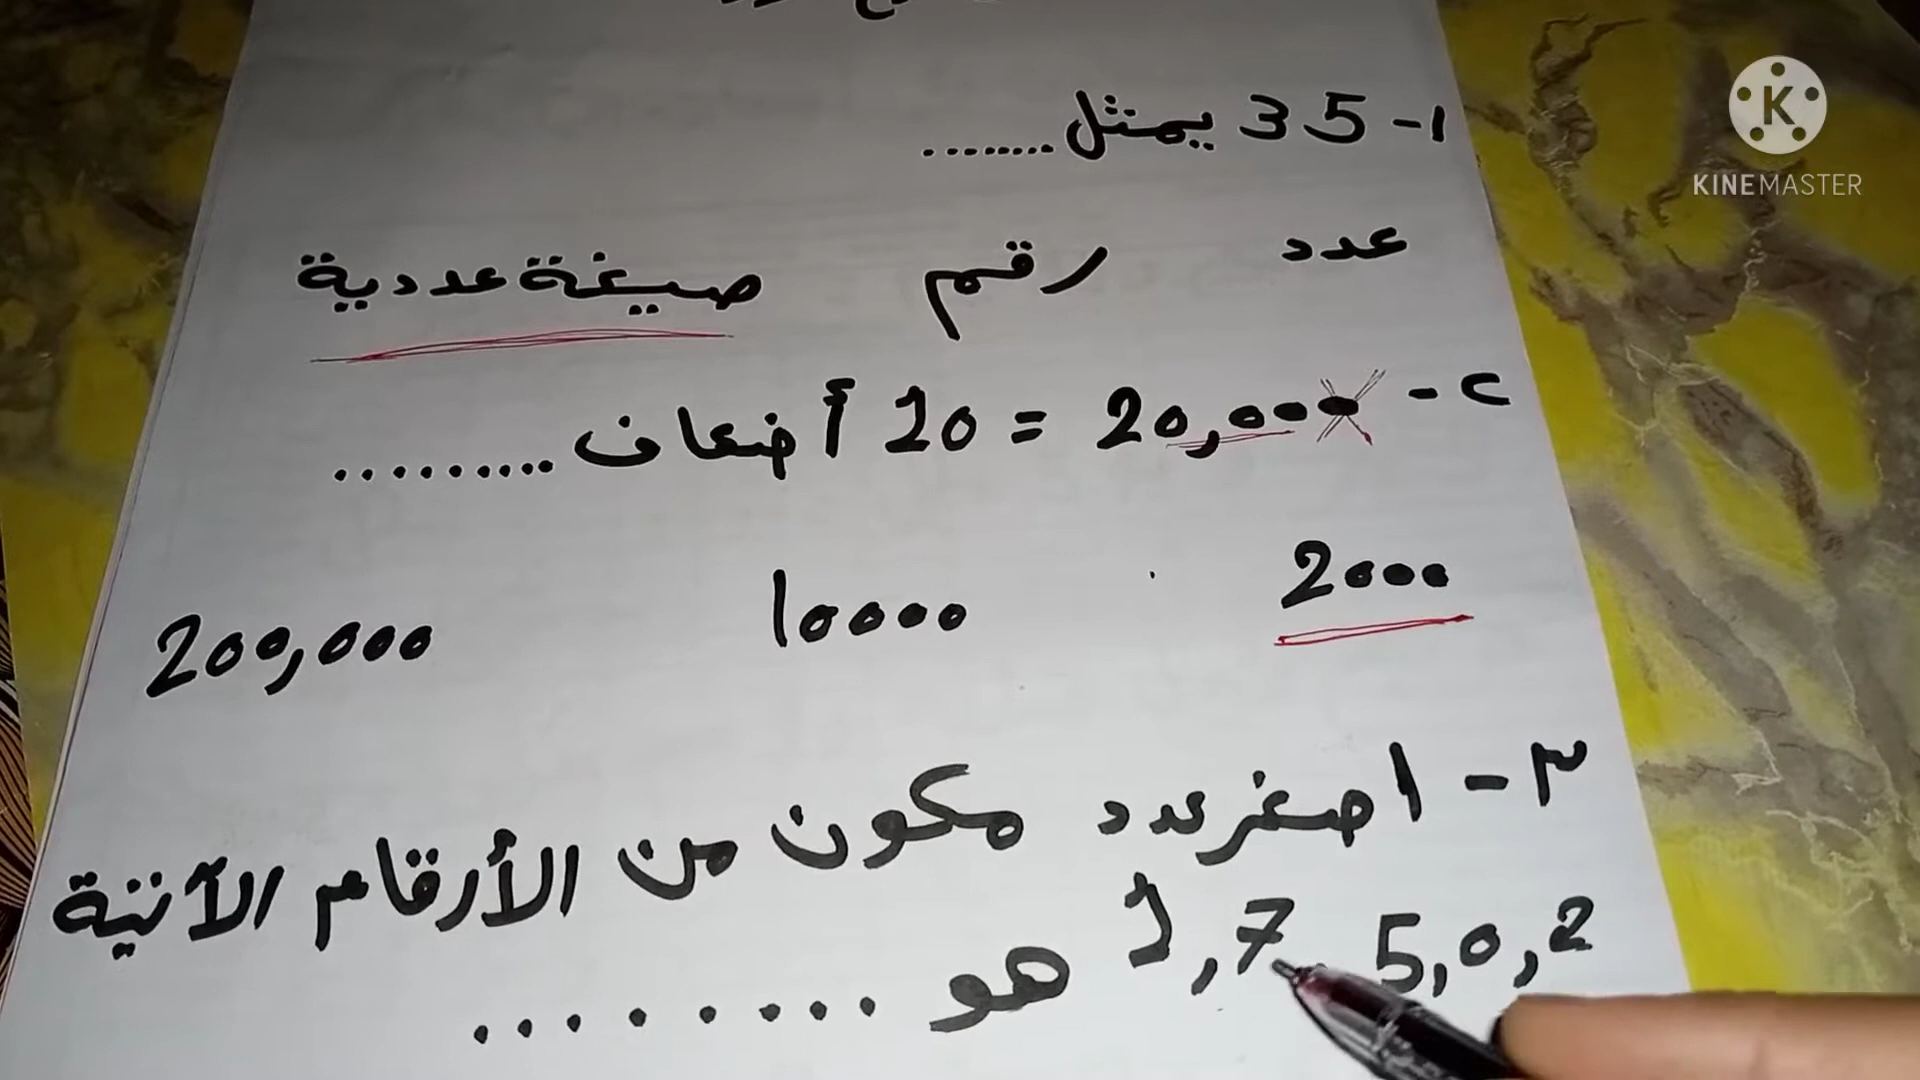 ١- 35 يمثل ........
عدد رقم صيغة عددية
٢- 20,000 = 10 أضعاف ..........
2000 10000 200,000
٣- اصغر عدد مكون من الأرقام الآتية
2, 0, 5, 7, 1 هو .........
KINEMASTER